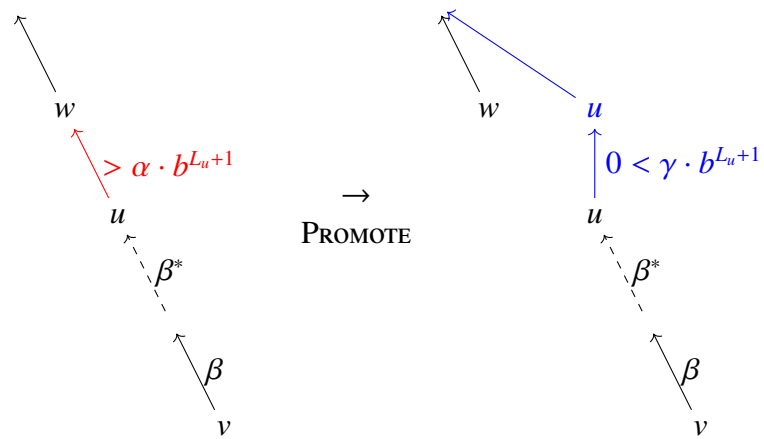 w
w
u
> α · b^{L_u+1}
0 < γ · b^{L_u+1}
u
→
u
PROMOTE
β*
β*
β
β
v
v